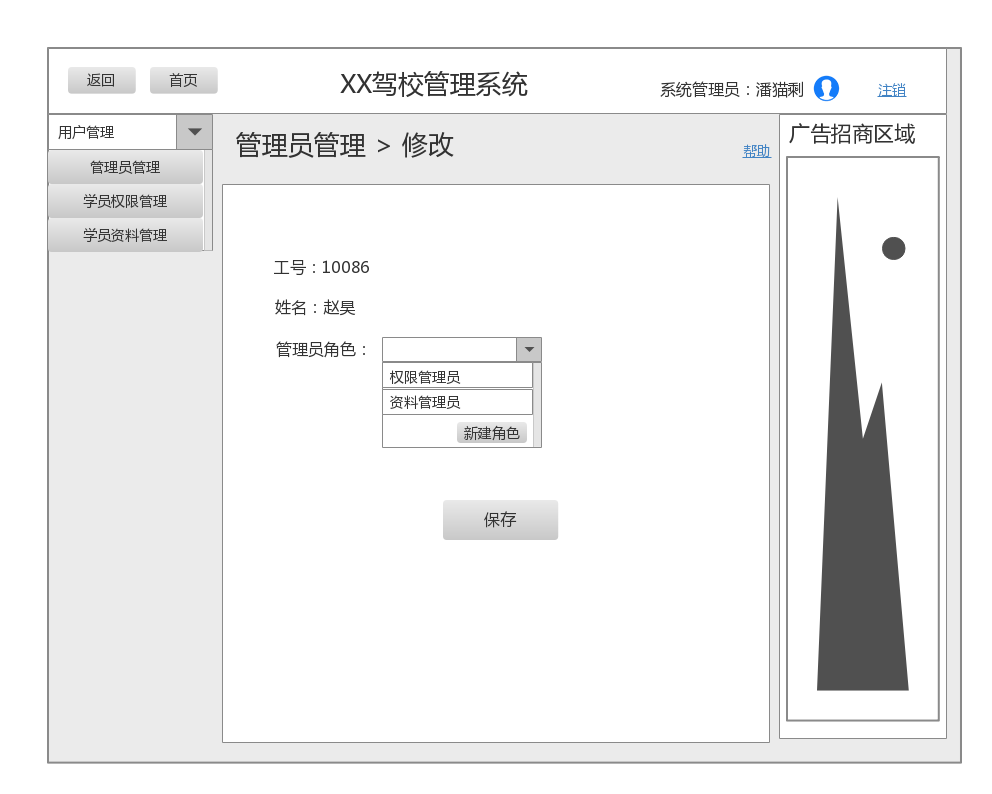 返回
首页
XX驾校管理系统
系统管理员：潘猫剩
注销
用户管理
管理员管理
学员权限管理
学员资料管理
管理员管理 > 修改
帮助
工号：10086
姓名：赵昊
管理员角色：
权限管理员
资料管理员
新建角色
保存
广告招商区域